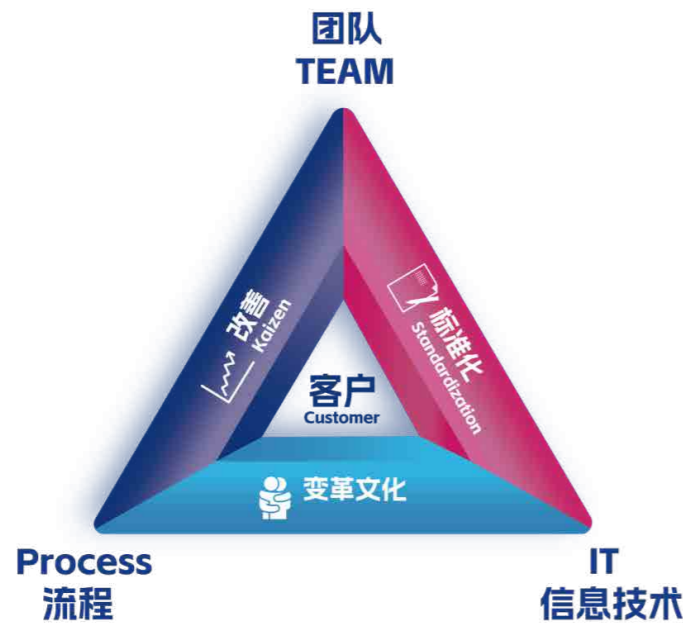 团队
TEAM
改善
Kaizen
标准化
Standardization
客户
Customer
变革文化
Process
流程
IT
信息技术